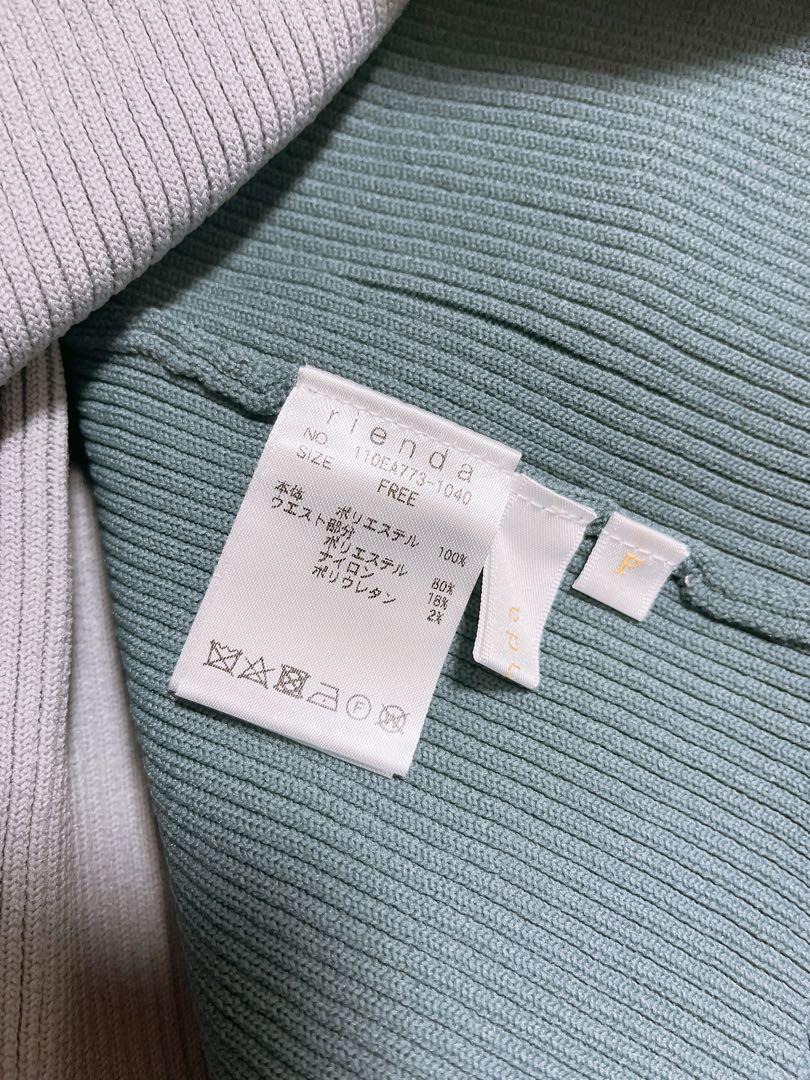 rienda
NO. 110EA773-1040
SIZE FREE
本体 ポリエステル 100%
ウエスト部分
ポリエステル 80%
ナイロン 18%
ポリウレタン 2%
F
F